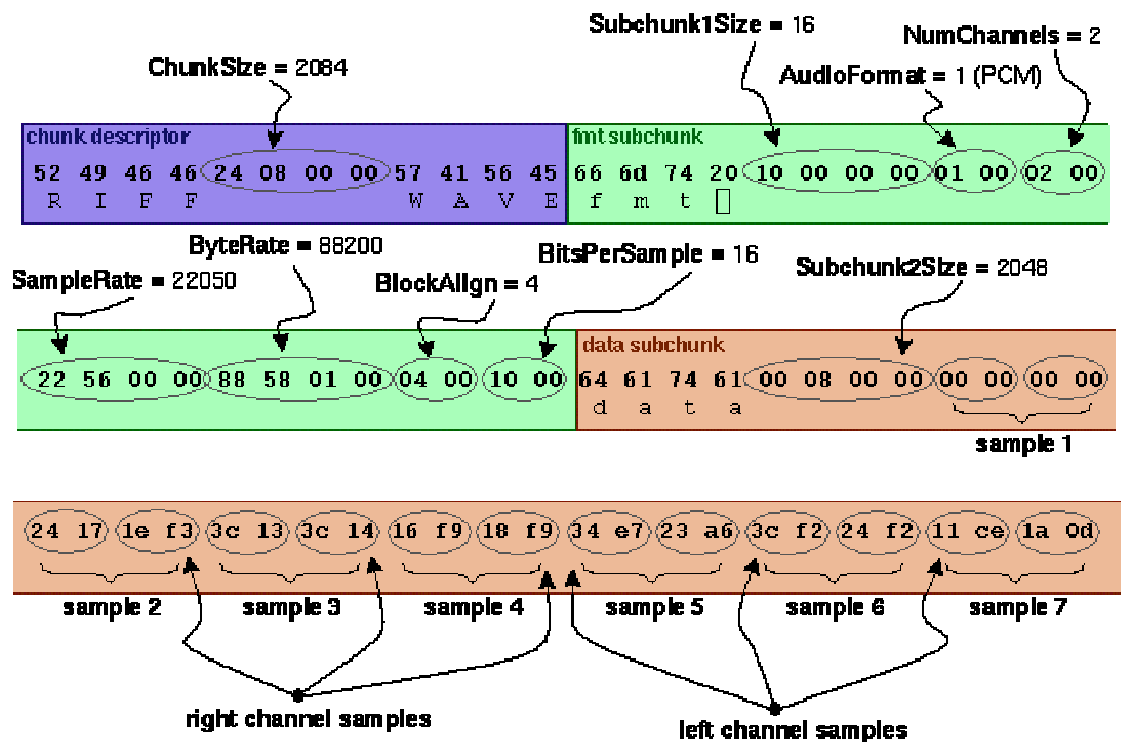 Subchunk1Size = 16
NumChannels = 2
ChunkSize = 2084
AudioFormat = 1 (PCM)
chunk descriptor
fmt subchunk
52 49 46 46 24 08 00 00 57 41 56 45 66 6d 74 20 10 00 00 00 01 00 02 00
R I F F W A V E f m t
ByteRate = 88200
BitsPerSample = 16
SampleRate = 22050
BlockAlign = 4
Subchunk2Size = 2048
data subchunk
22 56 00 00 88 58 01 00 04 00 10 00 64 61 74 61 00 08 00 00 00 00 00 00
d a t a
sample 1
24 17 1e f3 3c 13 3c 14 16 f9 18 f9 34 e7 23 a6 3c f2 24 f2 11 ce 1a 0d
sample 2 sample 3 sample 4 sample 5 sample 6 sample 7
right channel samples
left channel samples